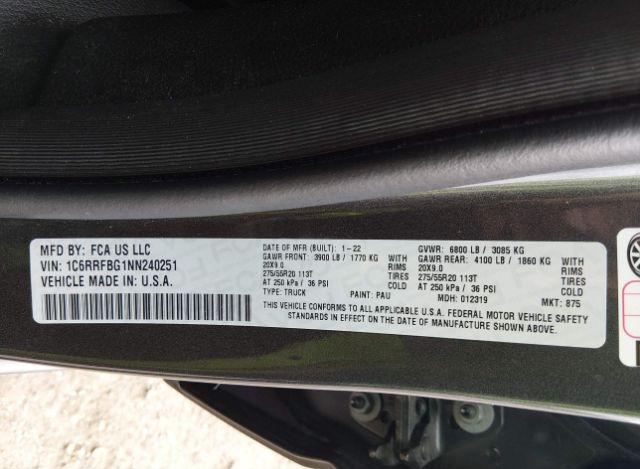 MFD BY: FCA US LLC
VIN: 1C6RRFBG1NN240251
VEHICLE MADE IN: U.S.A.
DATE OF MFR (BUILT): 1-22
GAWR FRONT: 3900 LB / 1770 KG WITH
20X9.0 RIMS
275/55R20 113T TIRES
AT 250 kPa / 36 PSI COLD
TYPE: TRUCK PAINT: PAU
GVWR: 6800 LB / 3085 KG
GAWR REAR: 4100 LB / 1860 KG WITH
20X9.0 RIMS
275/55R20 113T TIRES
AT 250 kPa / 36 PSI COLD
MDH: 012319 MKT: 875
THIS VEHICLE CONFORMS TO ALL APPLICABLE U.S.A. FEDERAL MOTOR VEHICLE SAFETY
STANDARDS IN EFFECT ON THE DATE OF MANUFACTURE SHOWN ABOVE.